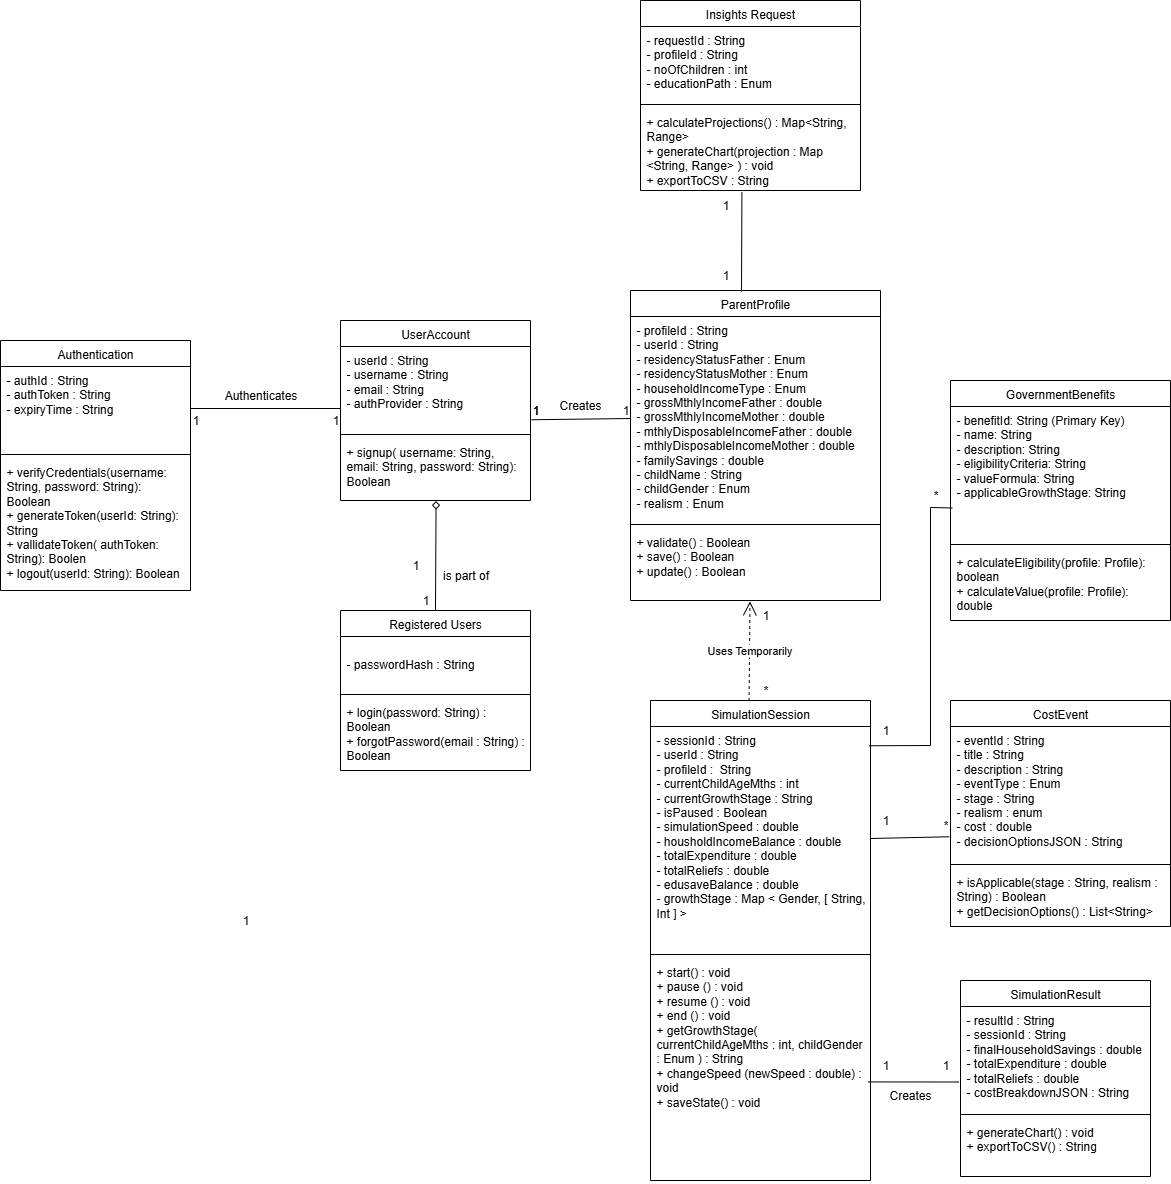 Insights Request
- requestId : String
- profileId : String
- noOfChildren : int
- educationPath : Enum
+ calculateProjections() : Map<String,
Range>
+ generateChart(projection : Map
<String, Range> ) : void
+ exportToCSV : String
1
1
ParentProfile
- profileId : String
- userId : String
- residencyStatusFather : Enum
- residencyStatusMother : Enum
- householdIncomeType : Enum
- grossMthlyIncomeFather : double
- grossMthlyIncomeMother : double
- mthlyDisposableIncomeFather : double
- mthlyDisposableIncomeMother : double
- familySavings : double
- childName : String
- childGender : Enum
- realism : Enum
+ validate() : Boolean
+ save() : Boolean
+ update() : Boolean
Authentication
- authId : String
- authToken : String
- expiryTime : String
+ verifyCredentials(username:
String, password: String):
Boolean
+ generateToken(userId: String):
String
+ vallidateToken( authToken:
String): Boolen
+ logout(userId: String): Boolean
Authenticates
1
1
UserAccount
- userId : String
- username : String
- email : String
- authProvider : String
+ signup( username: String,
email: String, password: String):
Boolean
1
Creates
1
1
is part of
1
Registered Users
- passwordHash : String
+ login(password: String) :
Boolean
+ forgotPassword(email : String) :
Boolean
GovernmentBenefits
- benefitId: String (Primary Key)
- name: String
- description: String
- eligibilityCriteria: String
- valueFormula: String
- applicableGrowthStage: String
+ calculateEligibility(profile: Profile):
boolean
+ calculateValue(profile: Profile):
double
*
1
Uses Temporarily
*
SimulationSession
- sessionId : String
- userId : String
- profileId :  String
- currentChildAgeMths : int
- currentGrowthStage : String
- isPaused : Boolean
- simulationSpeed : double
- housholdIncomeBalance : double
- totalExpenditure : double
- totalReliefs : double
- edusaveBalance : double
- growthStage : Map < Gender, [ String,
Int ] >
+ start() : void
+ pause () : void
+ resume () : void
+ end () : void
+ getGrowthStage(
currentChildAgeMths : int, childGender
: Enum ) : String
+ changeSpeed (newSpeed : double) :
void
+ saveState() : void
1
1
*
CostEvent
- eventId : String
- title : String
- description : String
- eventType : Enum
- stage : String
- realism : enum
- cost : double
- decisionOptionsJSON : String
+ isApplicable(stage : String, realism :
String) : Boolean
+ getDecisionOptions() : List<String>
1
1
1
Creates
SimulationResult
- resultId : String
- sessionId : String
- finalHouseholdSavings : double
- totalExpenditure : double
- totalReliefs : double
- costBreakdownJSON : String
+ generateChart() : void
+ exportToCSV() : String